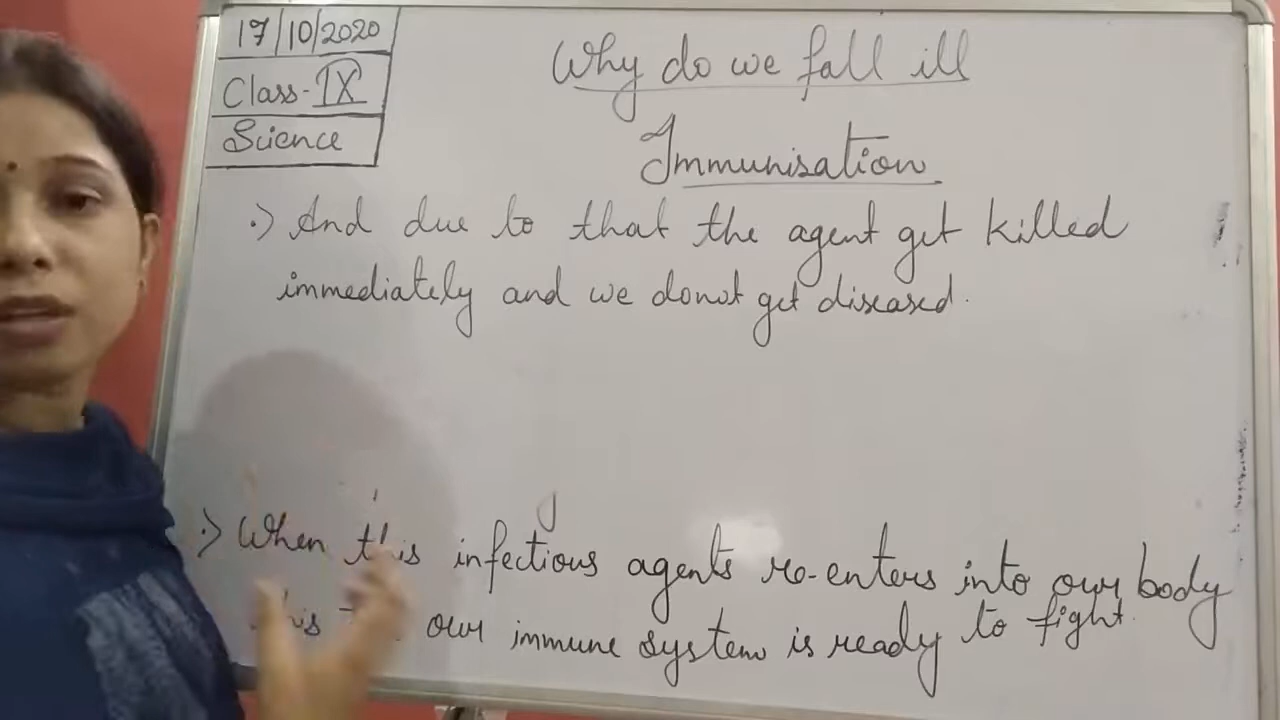 17/10/2020
Class-IX
Science
Why do we fall ill
Immunisation
·) And due to that the agent get killed
immediately and we donot get diseased.
·) When this infectious agents re-enters into our body
our immune system is ready to fight.